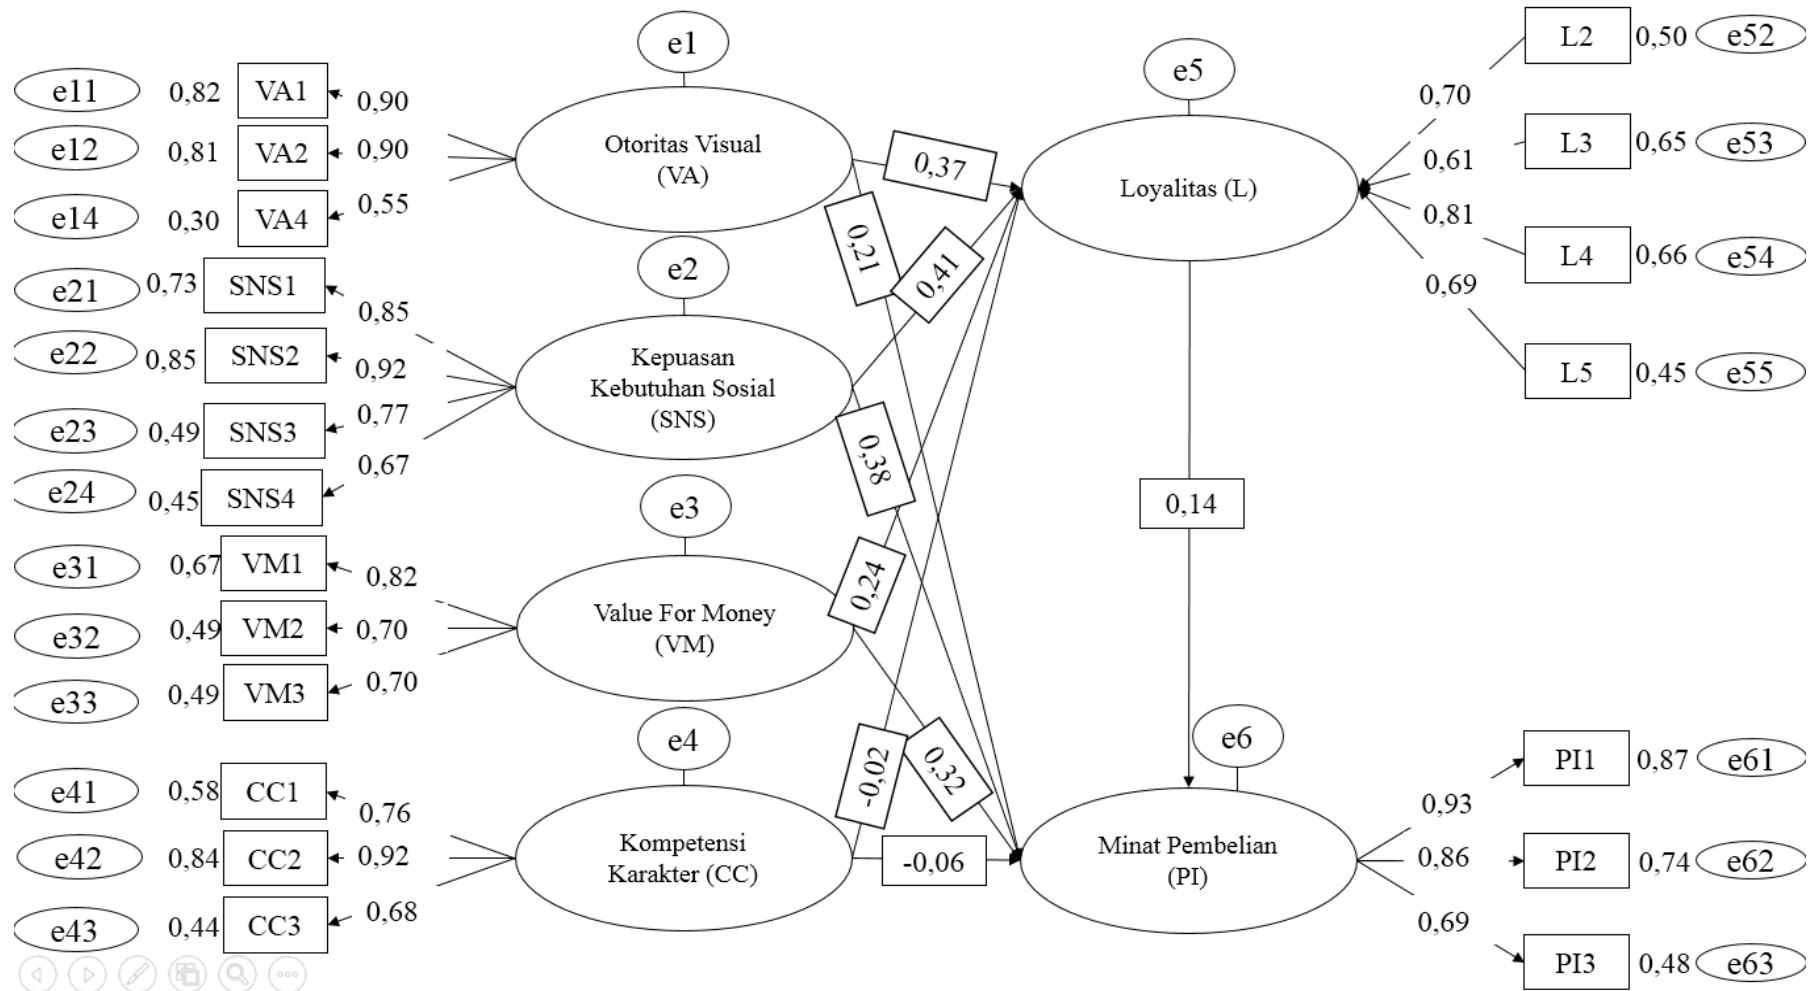 e1
e11
0,82
VA1
0,90
e12
0,81
VA2
0,90
e14
0,30
VA4
0,55
Otoritas Visual
(VA)
e2
e21
0,73
SNS1
0,85
e22
0,85
SNS2
0,92
e23
0,49
SNS3
0,77
e24
0,45
SNS4
0,67
Kepuasan
Kebutuhan Sosial
(SNS)
e3
e31
0,67
VM1
0,82
e32
0,49
VM2
0,70
e33
0,49
VM3
0,70
Value For Money
(VM)
e4
e41
0,58
CC1
0,76
e42
0,84
CC2
0,92
e43
0,44
CC3
0,68
Kompetensi
Karakter (CC)
0,37
0,21
0,41
0,38
0,24
-0,02
0,32
-0,06
e5
Loyalitas (L)
0,14
e6
Minat Pembelian
(PI)
0,70
L2
0,50
e52
0,61
L3
0,65
e53
0,81
L4
0,66
e54
0,69
L5
0,45
e55
0,93
PI1
0,87
e61
0,86
PI2
0,74
e62
0,69
PI3
0,48
e63